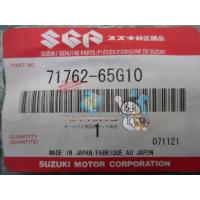 SGP スズキ純正部品
SUZUKI GENUINE PARTS/PIÈCES D'ORIGINE DE SUZUKI
PART NO.
71762-65G10
QUANTITY
(QUANTITÉ)
1
071121
MADE IN JAPAN/FABRIQUE AU JAPON
SUZUKI MOTOR CORPORATION